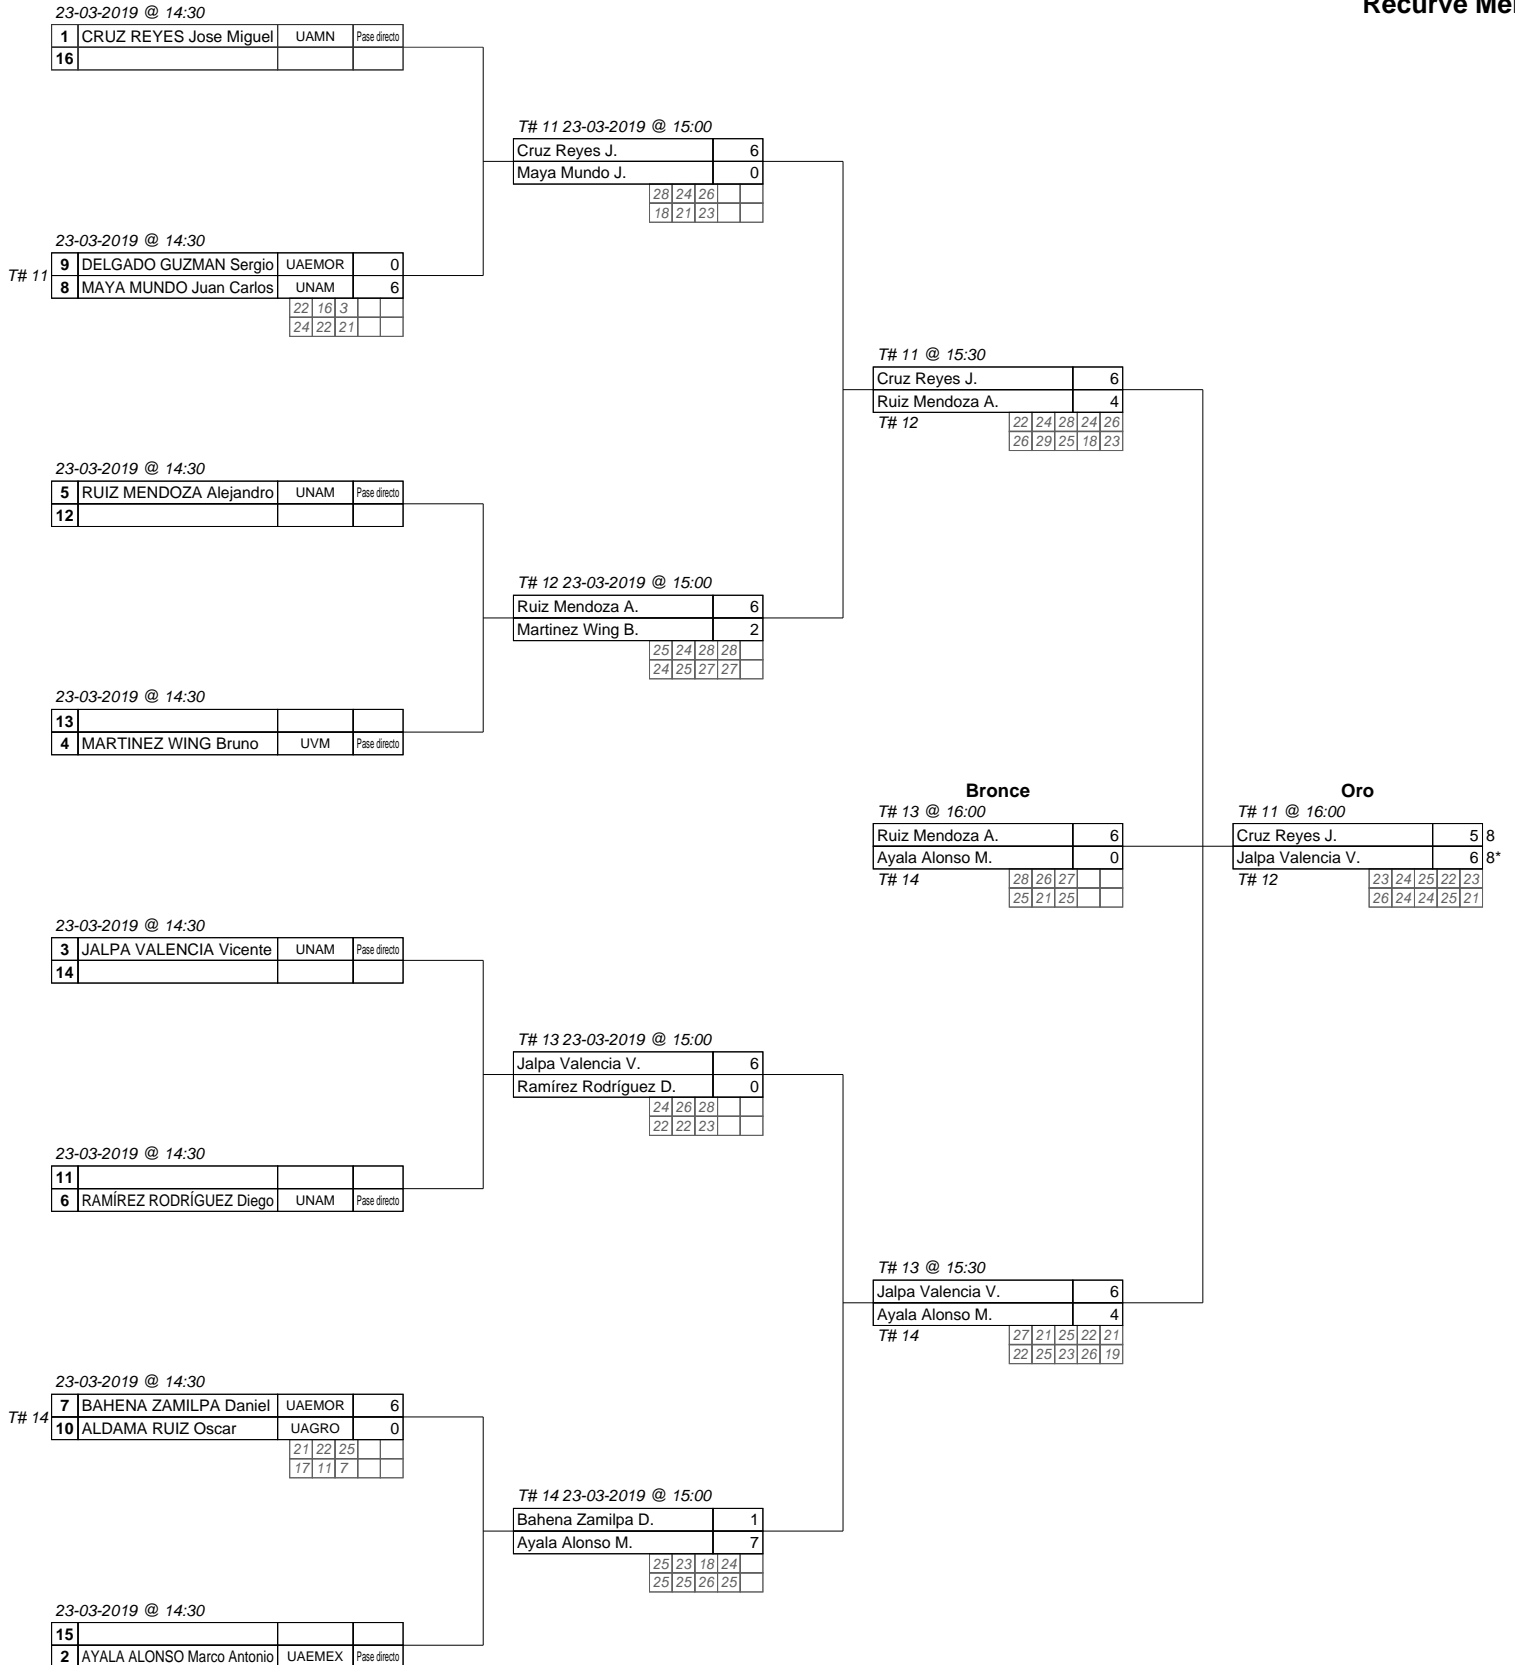 Recurve Me
23-03-2019 @ 14:30
1 CRUZ REYES Jose Miguel UAMN Pase directo
16
T# 11 23-03-2019 @ 15:00
Cruz Reyes J. 6
Maya Mundo J. 0
28 24 26
18 21 23
23-03-2019 @ 14:30
T# 11
9 DELGADO GUZMAN Sergio UAEMOR 0
8 MAYA MUNDO Juan Carlos UNAM 6
22 16 3
24 22 21
T# 11 @ 15:30
Cruz Reyes J. 6
Ruiz Mendoza A. 4
T# 12 22 24 28 24 26
26 29 25 18 23
23-03-2019 @ 14:30
5 RUIZ MENDOZA Alejandro UNAM Pase directo
12
T# 12 23-03-2019 @ 15:00
Ruiz Mendoza A. 6
Martinez Wing B. 2
25 24 28 28
24 25 27 27
23-03-2019 @ 14:30
13
4 MARTINEZ WING Bruno UVM Pase directo
Bronce
T# 13 @ 16:00
Ruiz Mendoza A. 6
Ayala Alonso M. 0
T# 14 28 26 27
25 21 25
Oro
T# 11 @ 16:00
Cruz Reyes J. 5 8
Jalpa Valencia V. 6 8*
T# 12 23 24 25 22 23
26 24 24 25 21
23-03-2019 @ 14:30
3 JALPA VALENCIA Vicente UNAM Pase directo
14
T# 13 23-03-2019 @ 15:00
Jalpa Valencia V. 6
Ramírez Rodríguez D. 0
24 26 28
22 22 23
23-03-2019 @ 14:30
11
6 RAMÍREZ RODRÍGUEZ Diego UNAM Pase directo
T# 13 @ 15:30
Jalpa Valencia V. 6
Ayala Alonso M. 4
T# 14 27 21 25 22 21
22 25 23 26 19
23-03-2019 @ 14:30
T# 14
7 BAHENA ZAMILPA Daniel UAEMOR 6
10 ALDAMA RUIZ Oscar UAGRO 0
21 22 25
17 11 7
T# 14 23-03-2019 @ 15:00
Bahena Zamilpa D. 1
Ayala Alonso M. 7
25 23 18 24
25 25 26 25
23-03-2019 @ 14:30
15
2 AYALA ALONSO Marco Antonio UAEMEX Pase directo